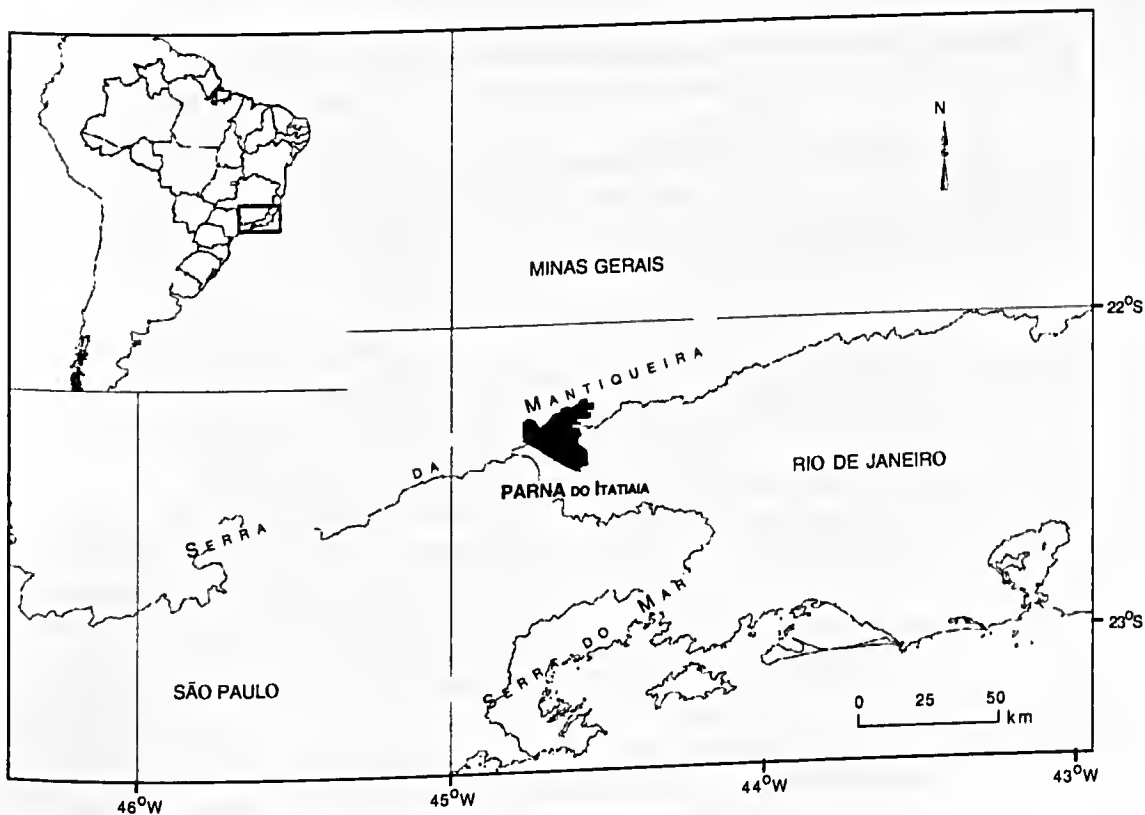 N
MINAS GERAIS
22°S
SERRA DA MANTIQUEIRA
RIO DE JANEIRO
PARNA DO ITATIAIA
SERRA DO MAR
23°S
SÃO PAULO
0 25 50
km
46°W 45°W 44°W 43°W